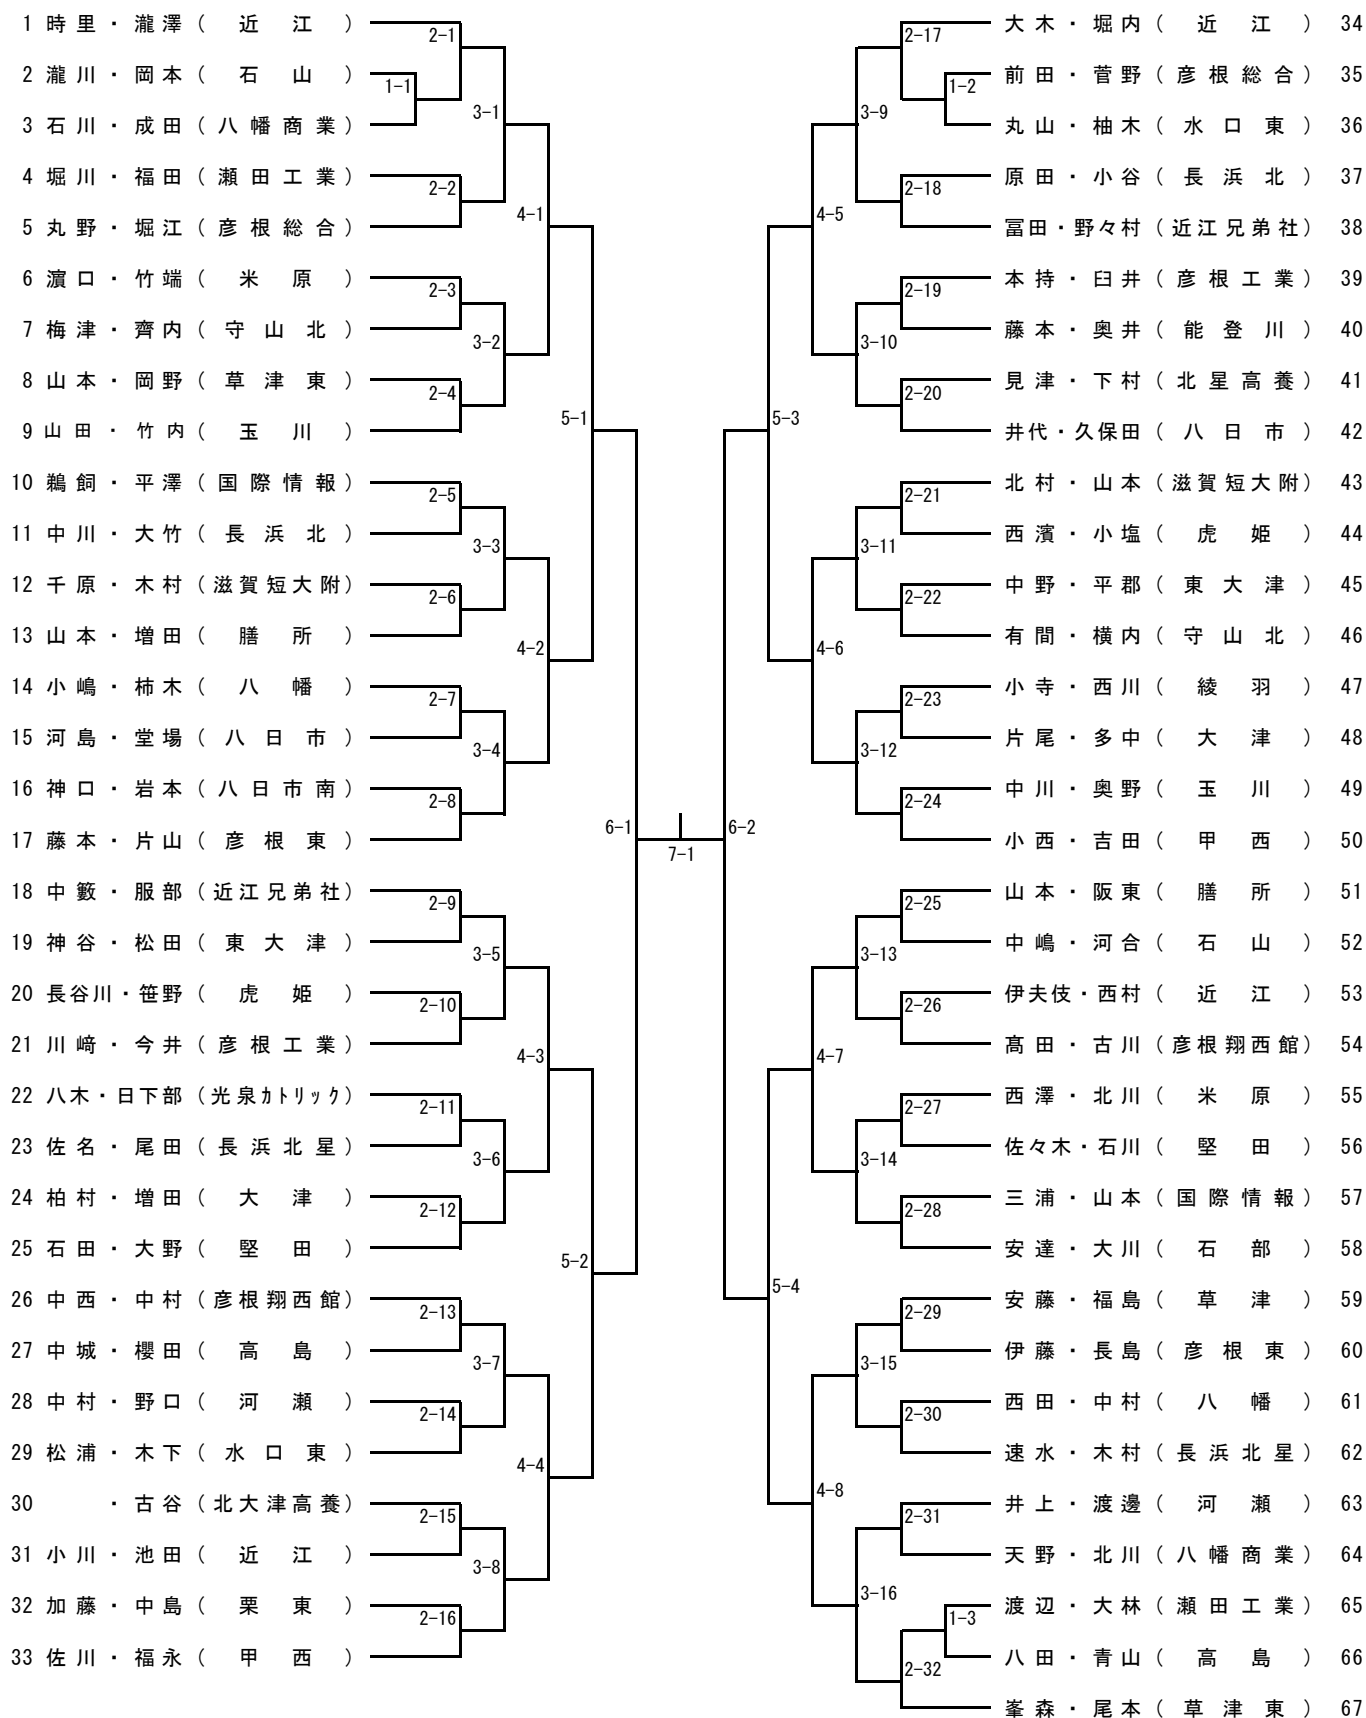 1 時里・瀧澤（近江）
2-1
2 瀧川・岡本（石山）
1-1
3 石川・成田（八幡商業）
3-1
4 堀川・福田（瀬田工業）
2-2
5 丸野・堀江（彦根総合）
4-1
6 濵口・竹端（米原）
2-3
7 梅津・齊内（守山北）
3-2
8 山本・岡野（草津東）
2-4
9 山田・竹内（玉川）
5-1
10 鵜飼・平澤（国際情報）
2-5
11 中川・大竹（長浜北）
3-3
12 千原・木村（滋賀短大附）
2-6
13 山本・増田（膳所）
4-2
14 小嶋・柿木（八幡）
2-7
15 河島・堂場（八日市）
3-4
16 神口・岩本（八日市南）
2-8
17 藤本・片山（彦根東）
6-1
18 中籔・服部（近江兄弟社）
2-9
19 神谷・松田（東大津）
3-5
20 長谷川・笹野（虎姫）
2-10
21 川﨑・今井（彦根工業）
4-3
22 八木・日下部（光泉ｶﾄﾘｯｸ）
2-11
23 佐名・尾田（長浜北星）
3-6
24 柏村・増田（大津）
2-12
25 石田・大野（堅田）
5-2
26 中西・中村（彦根翔西館）
2-13
27 中城・櫻田（高島）
3-7
28 中村・野口（河瀬）
2-14
29 松浦・木下（水口東）
4-4
30 ・古谷（北大津高養）
2-15
31 小川・池田（近江）
3-8
32 加藤・中島（栗東）
2-16
33 佐川・福永（甲西）
7-1
大木・堀内（近江） 34
2-17
前田・菅野（彦根総合） 35
1-2
丸山・柚木（水口東） 36
3-9
原田・小谷（長浜北） 37
2-18
冨田・野々村（近江兄弟社） 38
4-5
本持・臼井（彦根工業） 39
2-19
藤本・奥井（能登川） 40
3-10
見津・下村（北星高養） 41
2-20
井代・久保田（八日市） 42
5-3
北村・山本（滋賀短大附） 43
2-21
西濱・小塩（虎姫） 44
3-11
中野・平郡（東大津） 45
2-22
有間・横内（守山北） 46
4-6
小寺・西川（綾羽） 47
2-23
片尾・多中（大津） 48
3-12
中川・奥野（玉川） 49
2-24
小西・吉田（甲西） 50
6-2
山本・阪東（膳所） 51
2-25
中嶋・河合（石山） 52
3-13
伊夫伎・西村（近江） 53
2-26
髙田・古川（彦根翔西館） 54
4-7
西澤・北川（米原） 55
2-27
佐々木・石川（堅田） 56
3-14
三浦・山本（国際情報） 57
2-28
安達・大川（石部） 58
5-4
安藤・福島（草津） 59
2-29
伊藤・長島（彦根東） 60
3-15
西田・中村（八幡） 61
2-30
速水・木村（長浜北星） 62
4-8
井上・渡邊（河瀬） 63
2-31
天野・北川（八幡商業） 64
3-16
渡辺・大林（瀬田工業） 65
1-3
八田・青山（高島） 66
2-32
峯森・尾本（草津東） 67